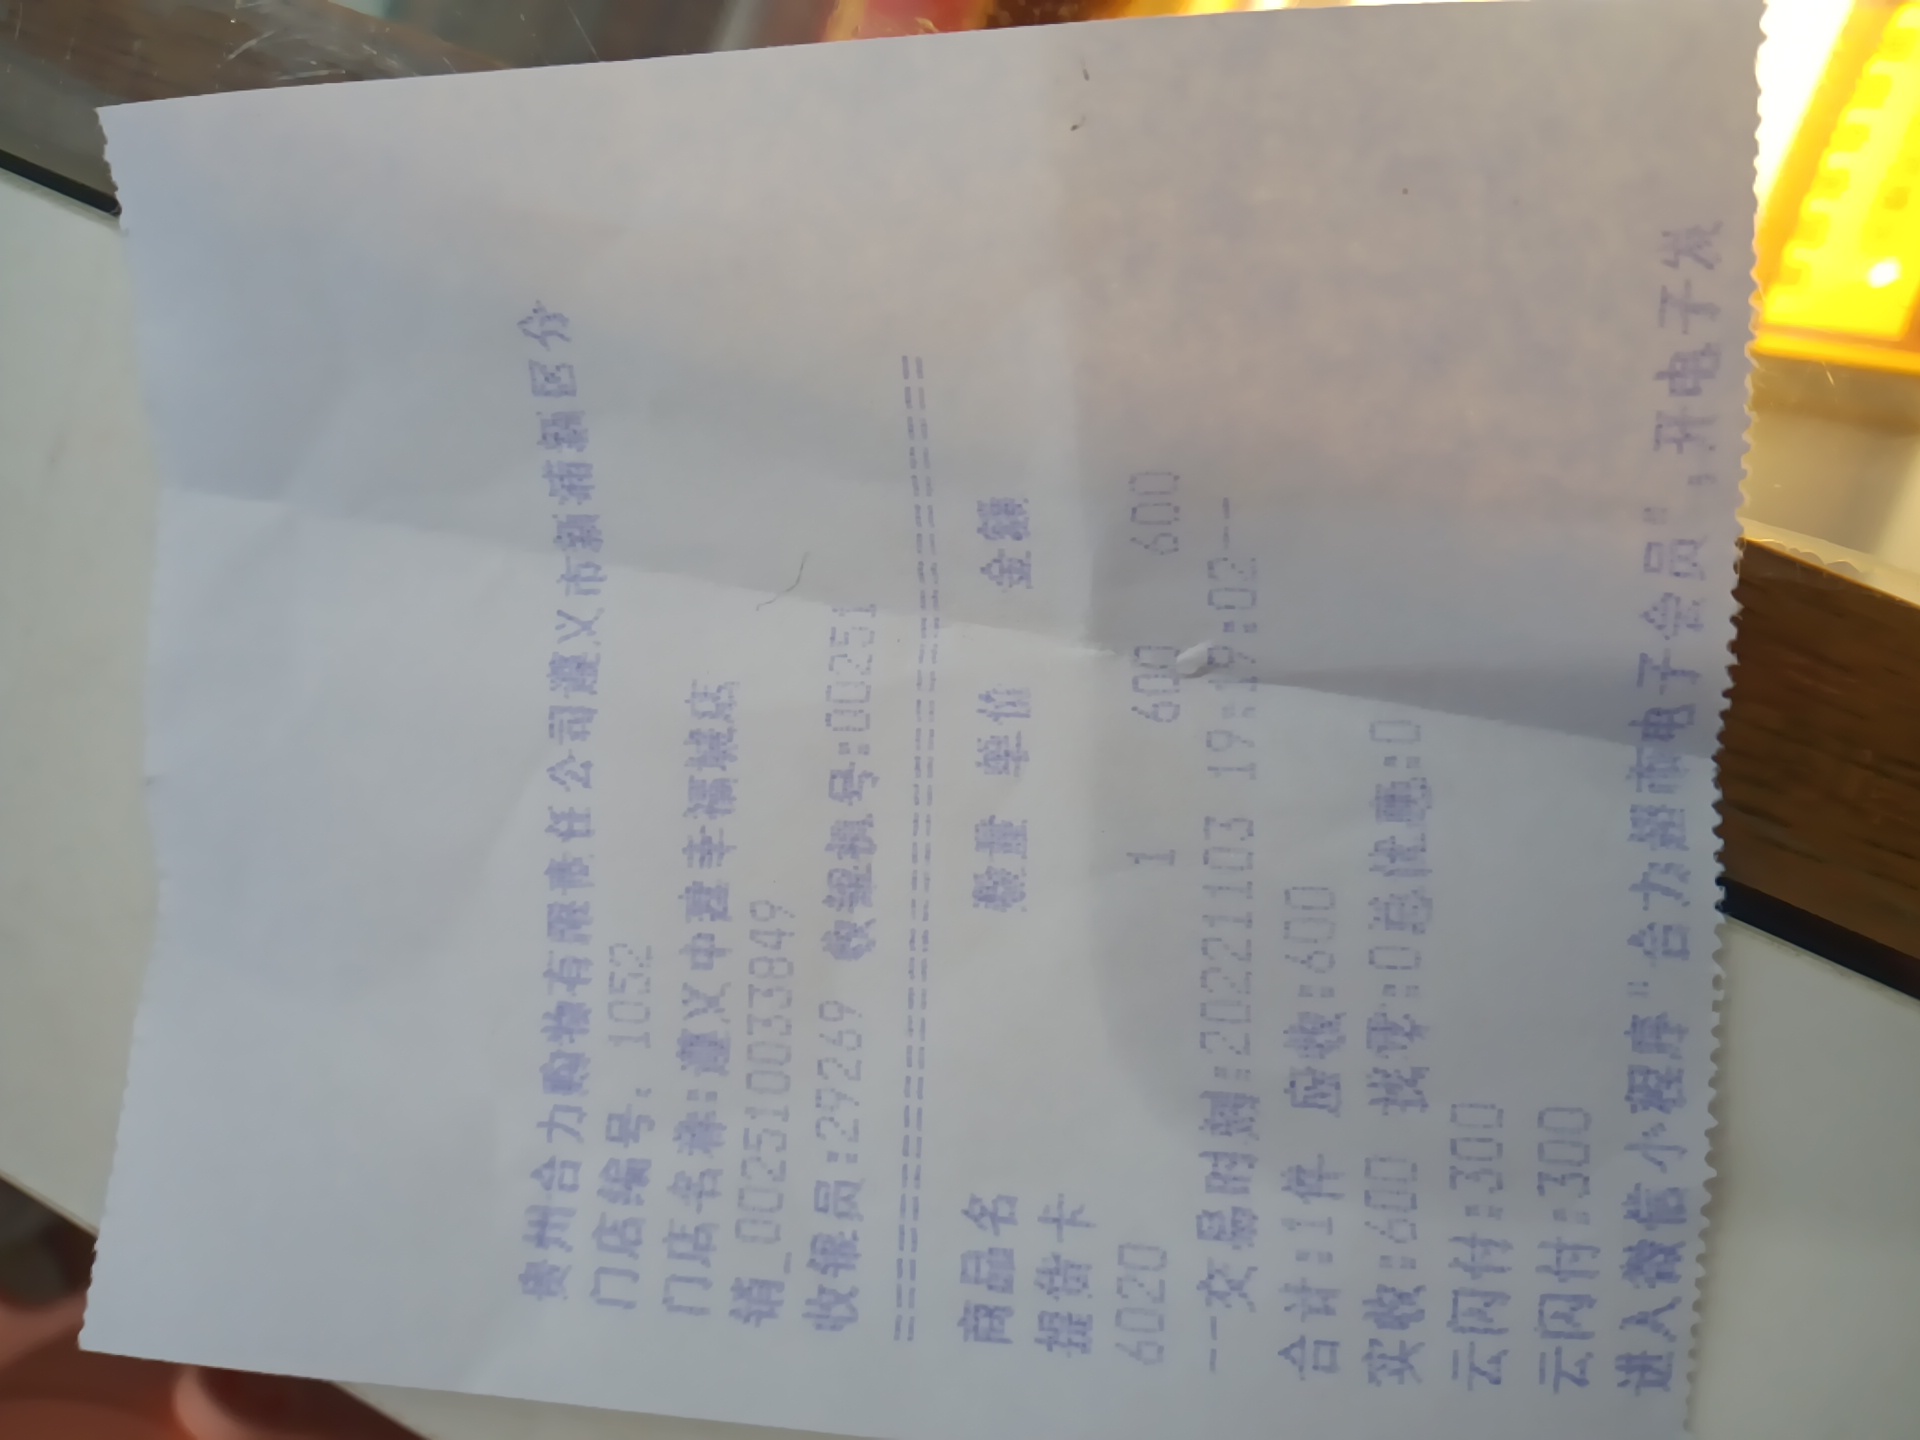 贵州合力购物有限责任公司遵义市新蒲新区分
门店编号: 1052
门店名称:遵义中建幸福城店
销_002510033849
收银员:29269 收银机号:00251
==========================================
商品名 数量 单价 金额
提货卡
6020 1 600 600
--交易时间:20221103 19:19:02--
合计:1件 应收:600
实收:600 找零:0总优惠:0
云闪付:300
云闪付:300
进入微信小程序"合力超市电子会员",开电子发